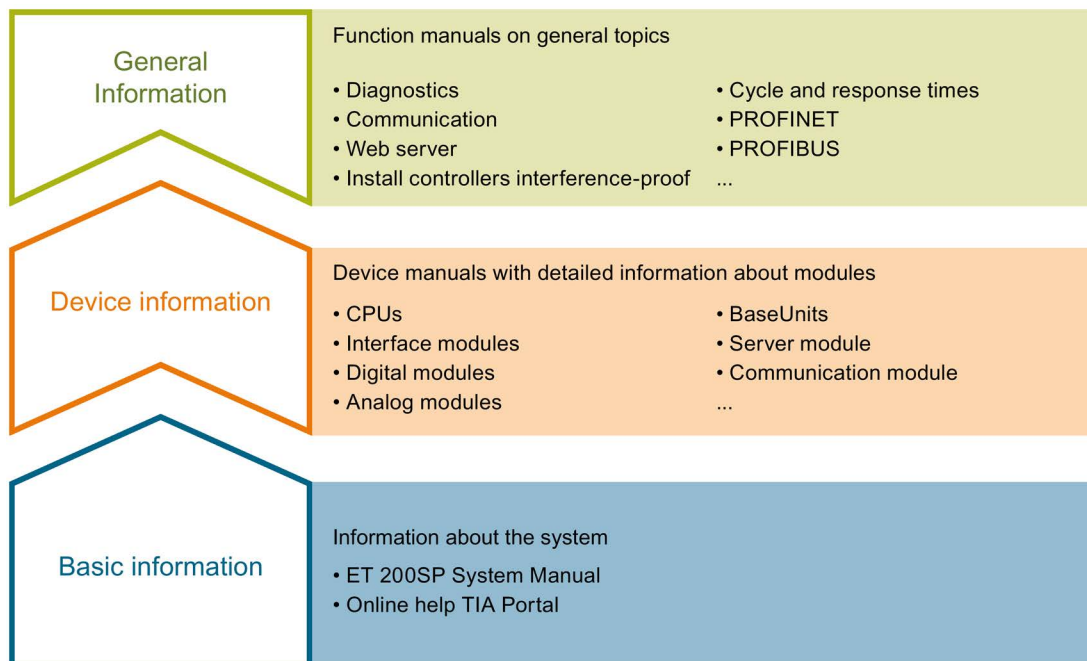 General
Information
Function manuals on general topics
• Diagnostics
• Communication
• Web server
• Install controllers interference-proof
• Cycle and response times
• PROFINET
• PROFIBUS
...
Device information
Device manuals with detailed information about modules
• CPUs
• Interface modules
• Digital modules
• Analog modules
• BaseUnits
• Server module
• Communication module
...
Basic information
Information about the system
• ET 200SP System Manual
• Online help TIA Portal